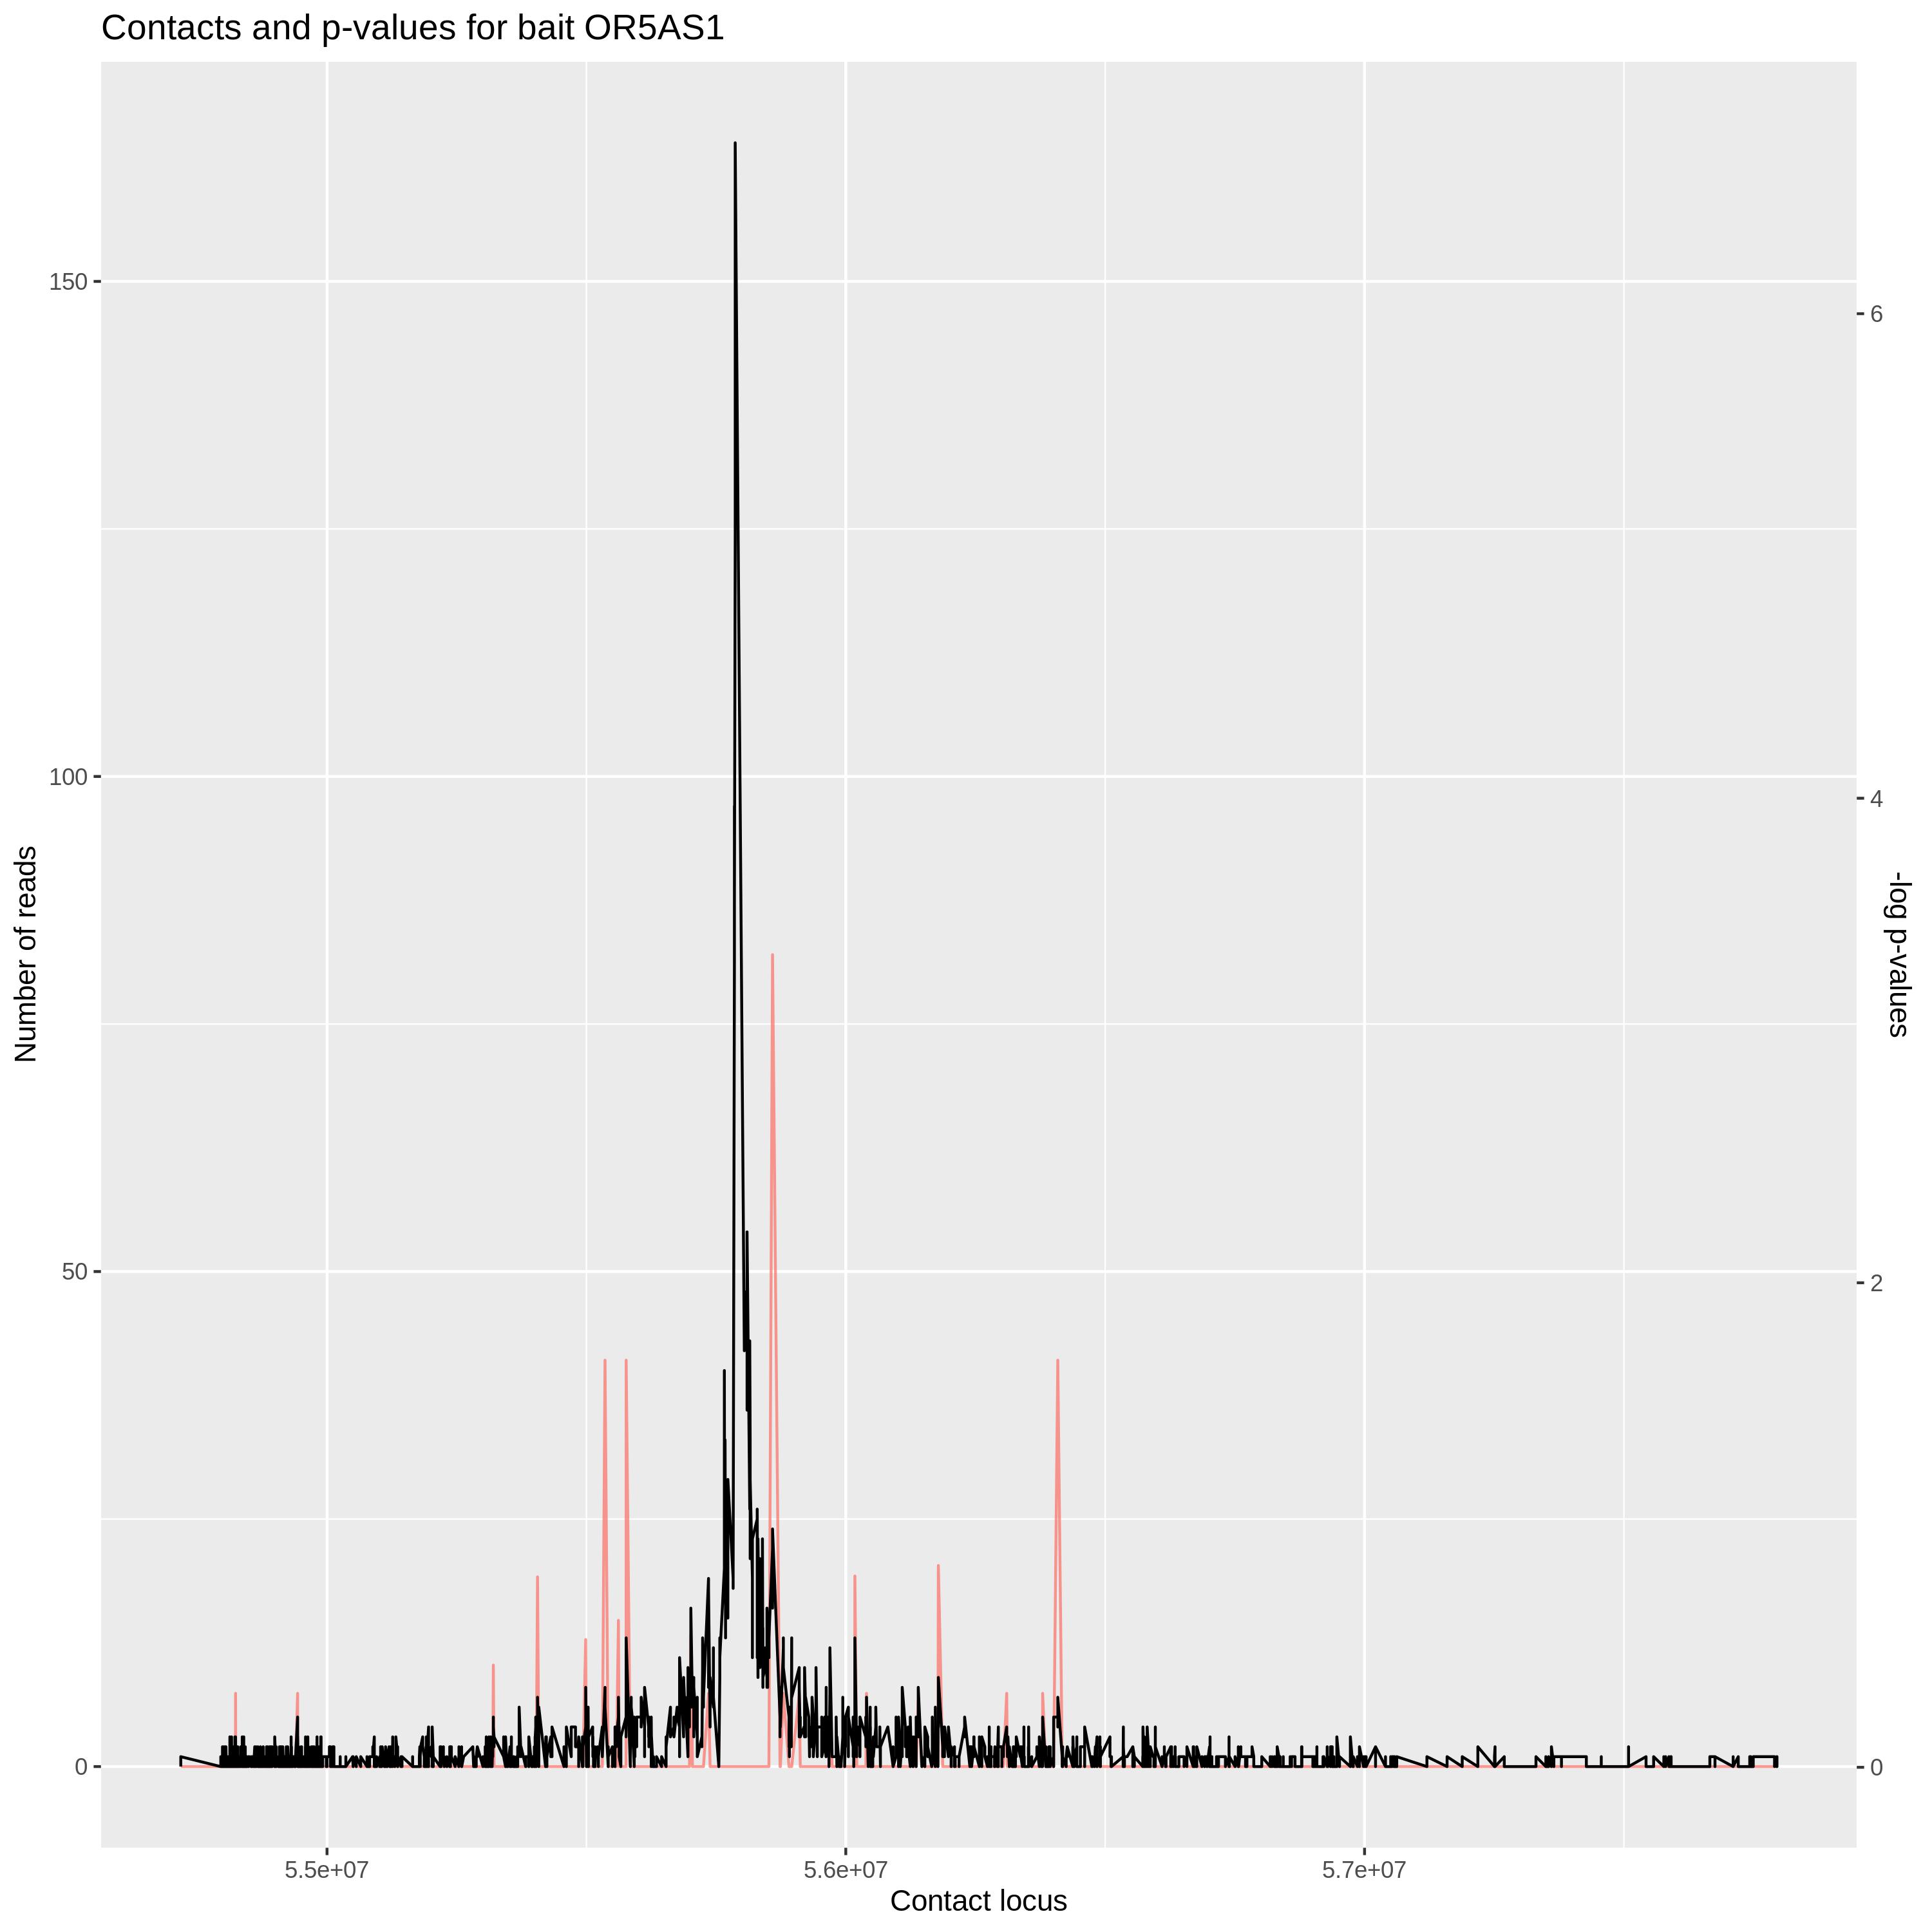 Contacts and p-values for bait OR5AS1
Number of reads
150
100
50
0
6
4
2
0
-log p-values
5.5e+07
5.6e+07
5.7e+07
Contact locus